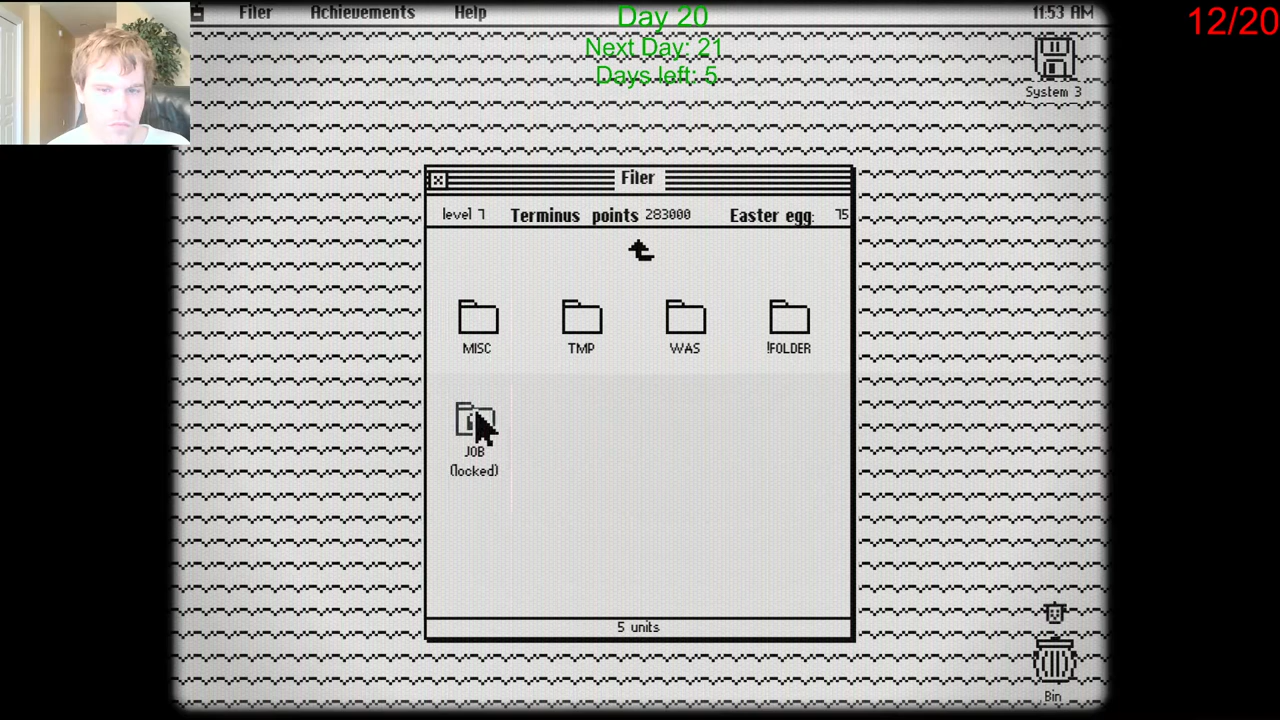 Filer Achievements Help
11:53 AM
Day 20
Next Day: 21
Days left: 5
12/20
System 3
Filer
level 7 Terminus points 283000 Easter egg: 75
MISC TMP WAS !FOLDER
JOB
(locked)
5 units
Bin